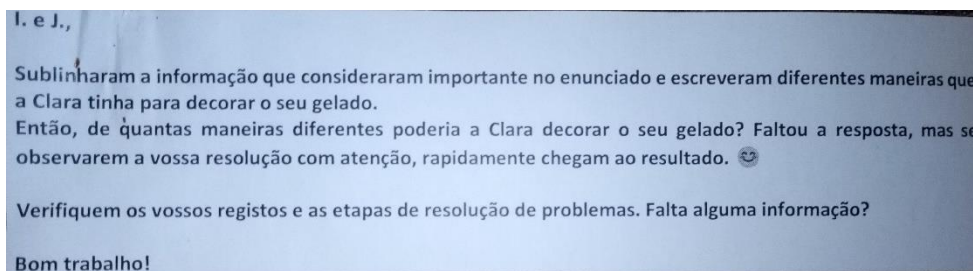 I. e J.,
Sublinharam a informação que consideraram importante no enunciado e escreveram diferentes maneiras que
a Clara tinha para decorar o seu gelado.
Então, de quantas maneiras diferentes poderia a Clara decorar o seu gelado? Faltou a resposta, mas se
observarem a vossa resolução com atenção, rapidamente chegam ao resultado.
Verifiquem os vossos registos e as etapas de resolução de problemas. Falta alguma informação?
Bom trabalho!